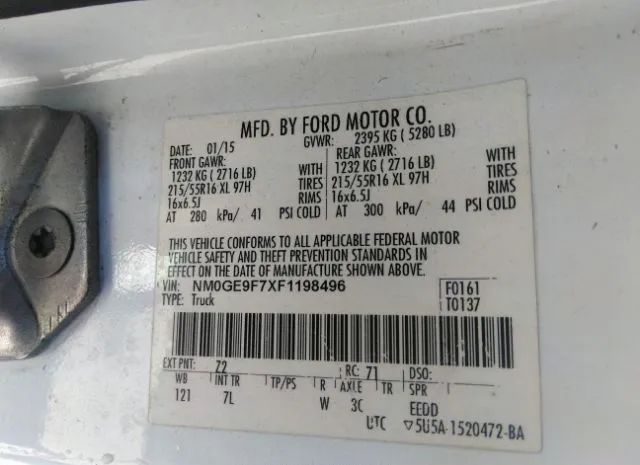 MFD. BY FORD MOTOR CO.
DATE: 01/15 GVWR: 2395 KG ( 5280 LB)
FRONT GAWR: REAR GAWR:
1232 KG ( 2716 LB) WITH 1232 KG ( 2716 LB) WITH
215/55R16 XL 97H TIRES 215/55R16 XL 97H TIRES
16x6.5J RIMS 16x6.5J RIMS
AT 280 kPa/ 41 PSI COLD AT 300 kPa/ 44 PSI COLD
THIS VEHICLE CONFORMS TO ALL APPLICABLE FEDERAL MOTOR
VEHICLE SAFETY AND THEFT PREVENTION STANDARDS IN
EFFECT ON THE DATE OF MANUFACTURE SHOWN ABOVE.
VIN: NM0GE9F7XF1198496 F0161
TYPE: Truck T0137
EXT PNT: Z2 RC: 71 DSO:
WB INT TR TP/PS R AXLE TR SPR
121 7L W 3C EEDD
UTC ▽5U5A-1520472-BA